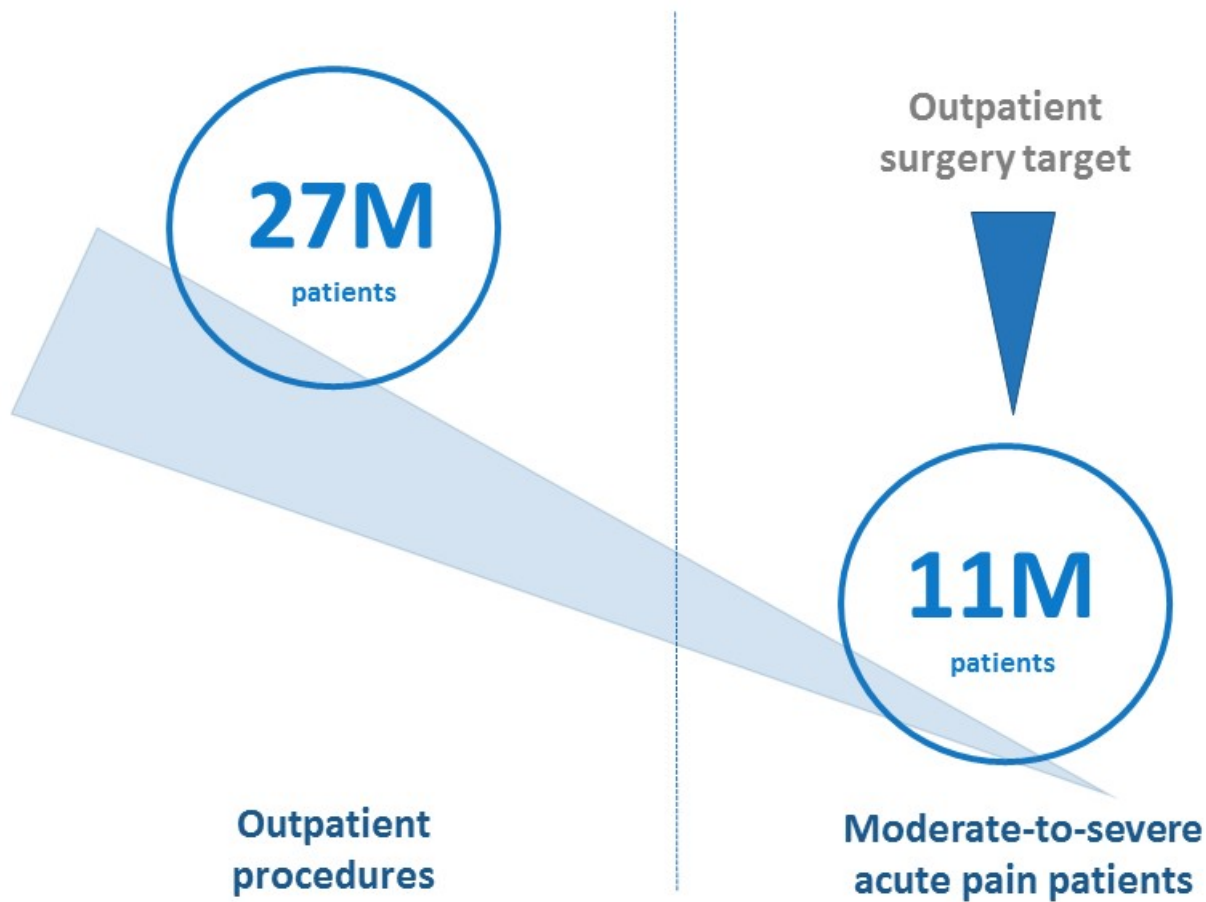 27M
patients
Outpatient
procedures
Outpatient
surgery target
11M
patients
Moderate-to-severe
acute pain patients